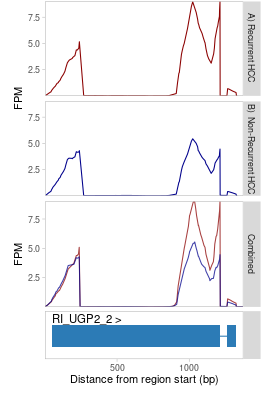 7.5
5.0
2.5
FPM
A) Recurrent HCC
7.5
5.0
2.5
B) Non-Recurrent HCC
7.5
5.0
2.5
FPM
Combined
RI_UGP2_2 >
500
1000
Distance from region start (bp)